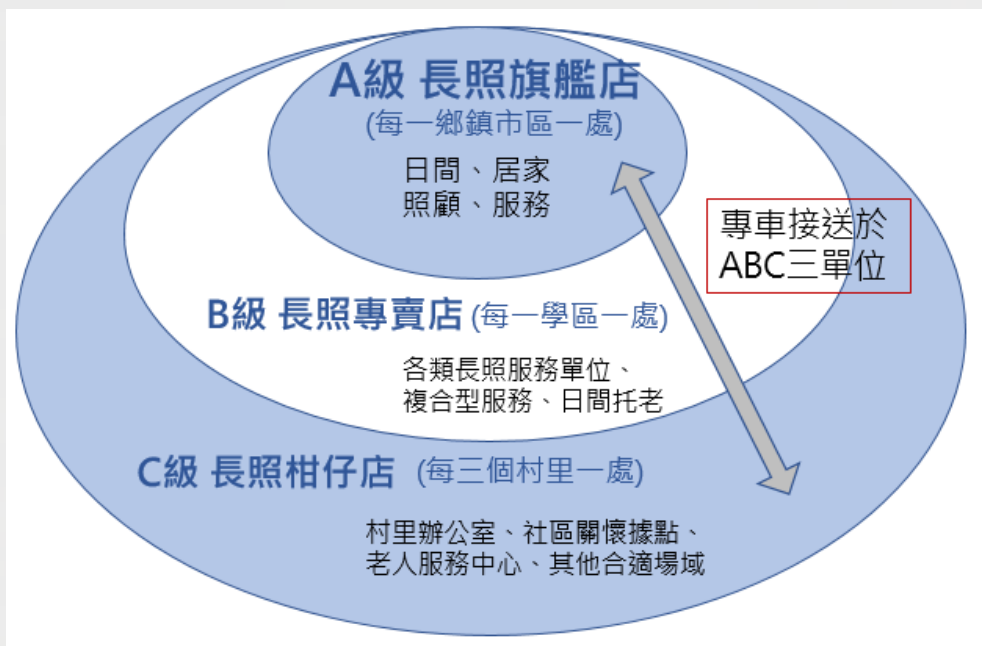 A級 長照旗艦店
(每一鄉鎮市區一處)
日間、居家
照顧、服務
專車接送於
ABC三單位
B級 長照專賣店 (每一學區一處)
各類長照服務單位、
複合型服務、日間托老
C級 長照柑仔店 (每三個村里一處)
村里辦公室、社區關懷據點、
老人服務中心、其他合適場域